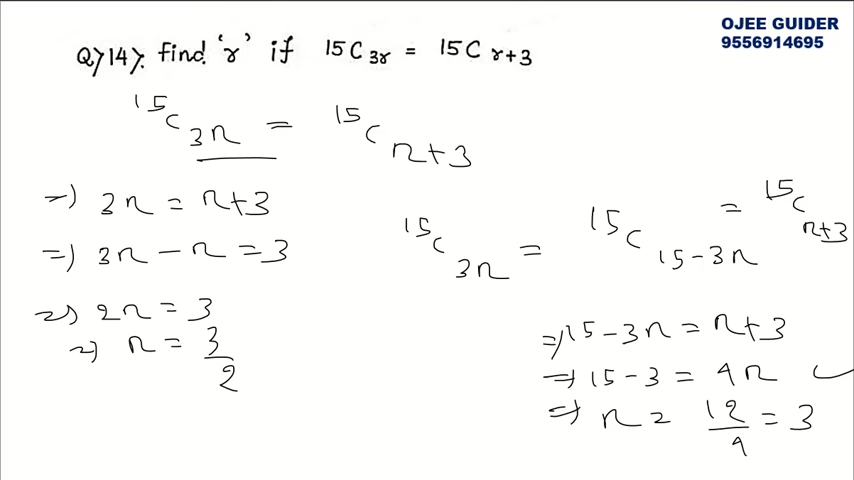 OJEE GUIDER
9556914695
Q>14>. Find 'r' if 15C3r = 15Cr+3
15C3r = 15Cr+3
=) 3r = r+3
=) 3r - r = 3
=) 2r = 3
=) r = 3/2
15C3r = 15C15-3r = 15Cr+3
=) 15-3r = r+3
=) 15-3 = 4r
=) r = 12/4 = 3